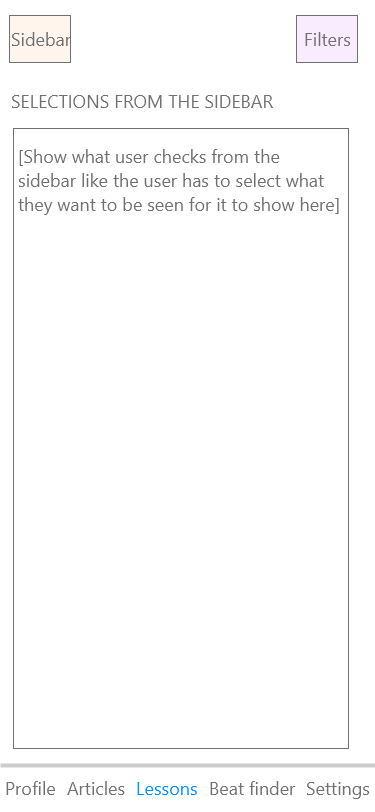 Sidebar
Filters
SELECTIONS FROM THE SIDEBAR
[Show what user checks from the
sidebar like the user has to select what
they want to be seen for it to show here]
Profile Articles Lessons Beat finder Settings